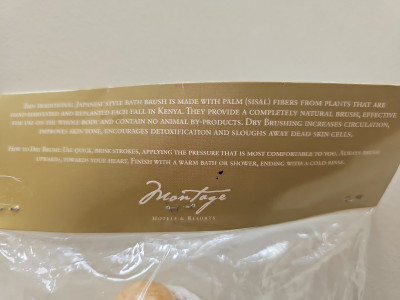 This traditional Japanese style bath brush is made with palm (sisal) fibers from plants that are
hand-harvested and replanted each fall in Kenya. They provide a completely natural brush, effective
for use on the whole body and contain no animal by-products. Dry Brushing increases circulation,
improves skin tone, encourages detoxification and sloughs away dead skin cells.
How to Dry Brush: Use quick, brisk strokes, applying the pressure that is most comfortable to you. Always brush
upwards, towards your heart. Finish with a warm bath or shower, ending with a cold rinse.
Montage
Hotels & Resorts